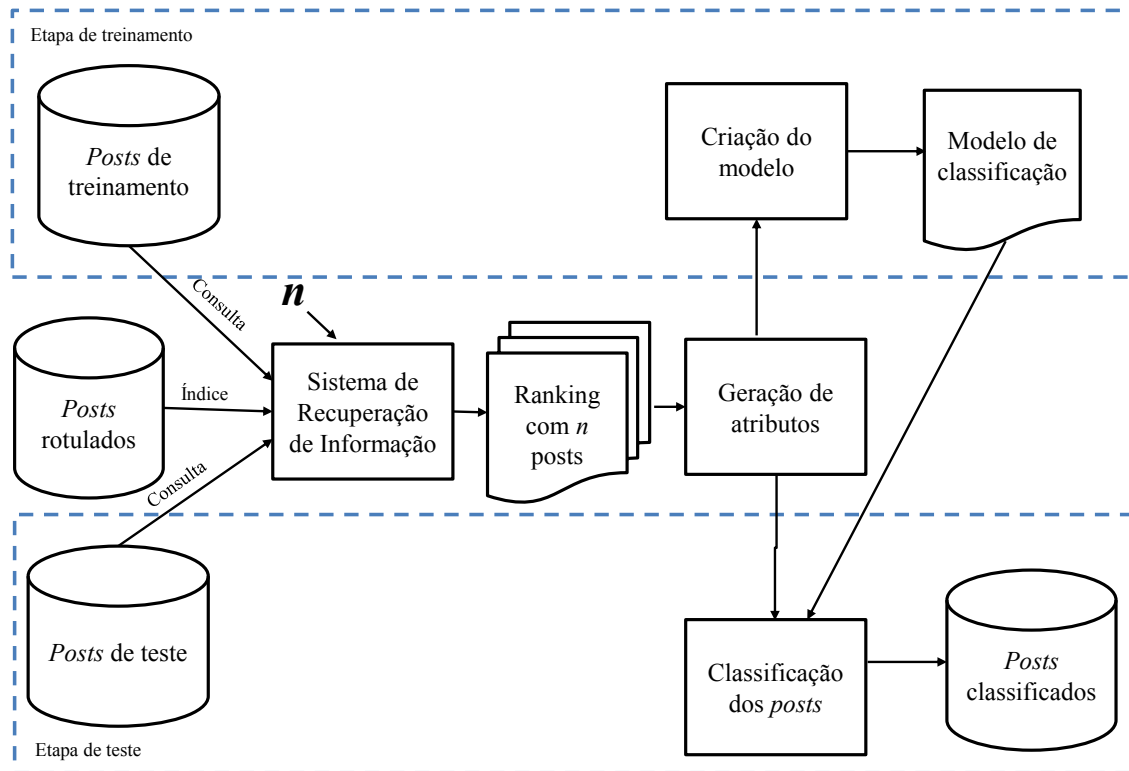 Etapa de treinamento
Posts de
treinamento
Criação do
modelo
Modelo de
classificação
Consulta
n
Posts
rotulados
Índice
Sistema de
Recuperação
de Informação
Ranking
com n
posts
Geração de
atributos
Consulta
Posts de teste
Classificação
dos posts
Posts
classificados
Etapa de teste